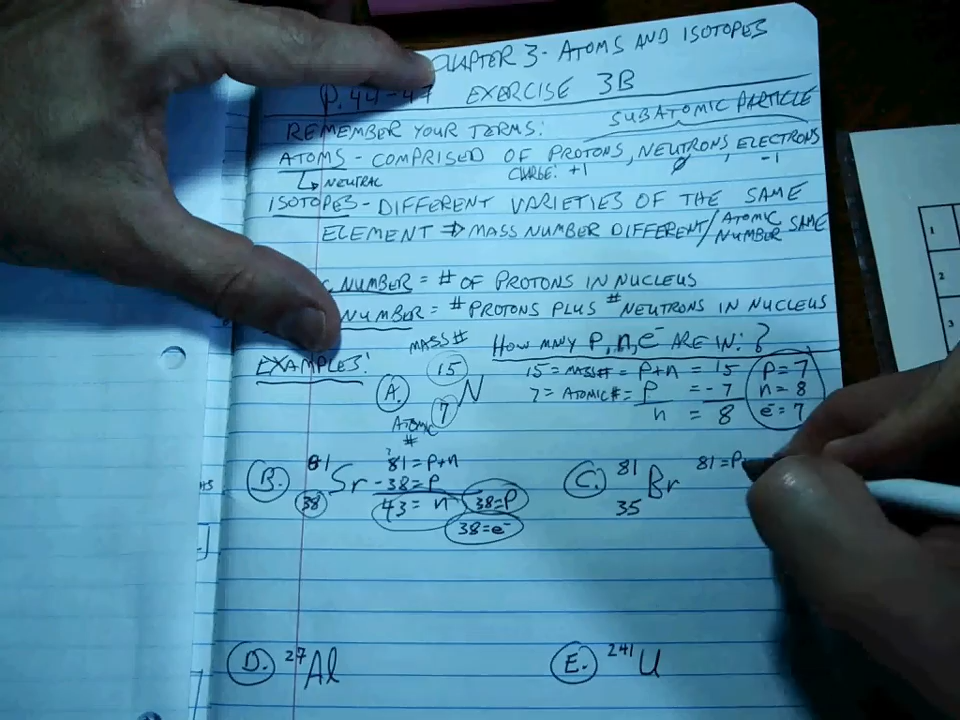 CHAPTER 3 - ATOMS AND ISOTOPES
P. 44-47 EXERCISE 3B
REMEMBER YOUR TERMS: SUBATOMIC PARTICLE
ATOMS - COMPRISED OF PROTONS, NEUTRONS, ELECTRONS
↳ NEUTRAL CHARGE: +1 0 -1
ISOTOPES - DIFFERENT VARIETIES OF THE SAME
ELEMENT ⇒ MASS NUMBER DIFFERENT/ATOMIC NUMBER SAME
NUMBER = # OF PROTONS IN NUCLEUS
NUMBER = # PROTONS PLUS # NEUTRONS IN NUCLEUS
MASS # HOW MANY P, n, e⁻ ARE IN: ?
EXAMPLES: 15 15 = MASS# = P+n = 15 P=7
A. N 7 = ATOMIC# = P = -7 n=8
7 n = 8 e⁻=7
ATOMIC
#
B. 81 Sr 81=P+n C. 81 Br 81=P
38 -38=P 35
43=n 38=P
38=e⁻
D. 27 Al E. 241 U
1
2
3